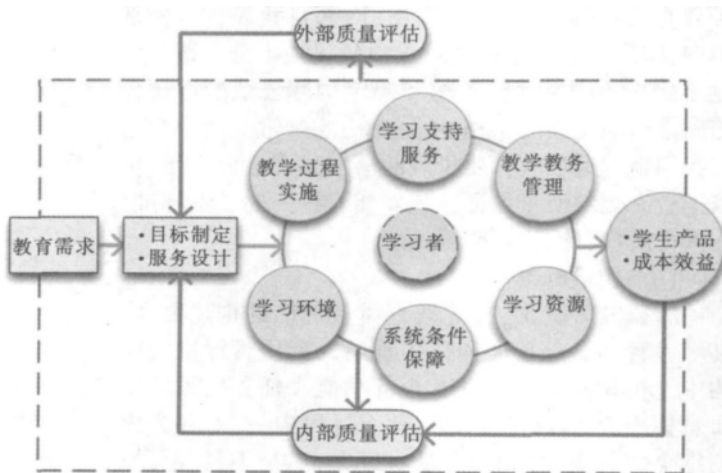 外部质量评估
学习支持
服务
教学过程
实施
教学教务
管理
教育需求
•目标制定
•服务设计
学习者
•学生产品
•成本效益
学习环境
学习资源
系统条件
保障
内部质量评估